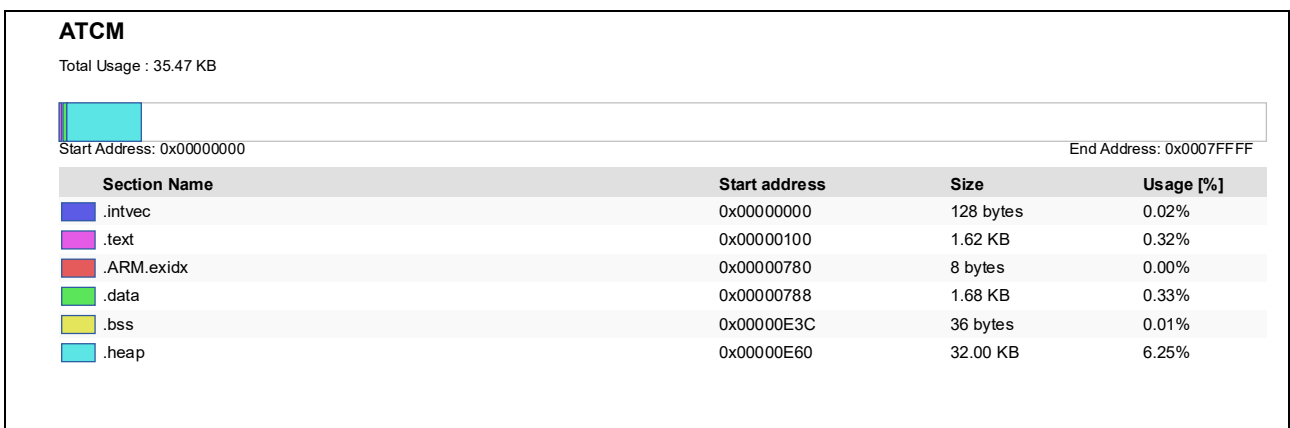 ATCM
Total Usage : 35.47 KB
Start Address: 0x00000000 End Address: 0x0007FFFF
Section Name Start address Size Usage [%]
.intvec 0x00000000 128 bytes 0.02%
.text 0x00000100 1.62 KB 0.32%
.ARM.exidx 0x00000780 8 bytes 0.00%
.data 0x00000788 1.68 KB 0.33%
.bss 0x00000E3C 36 bytes 0.01%
.heap 0x00000E60 32.00 KB 6.25%